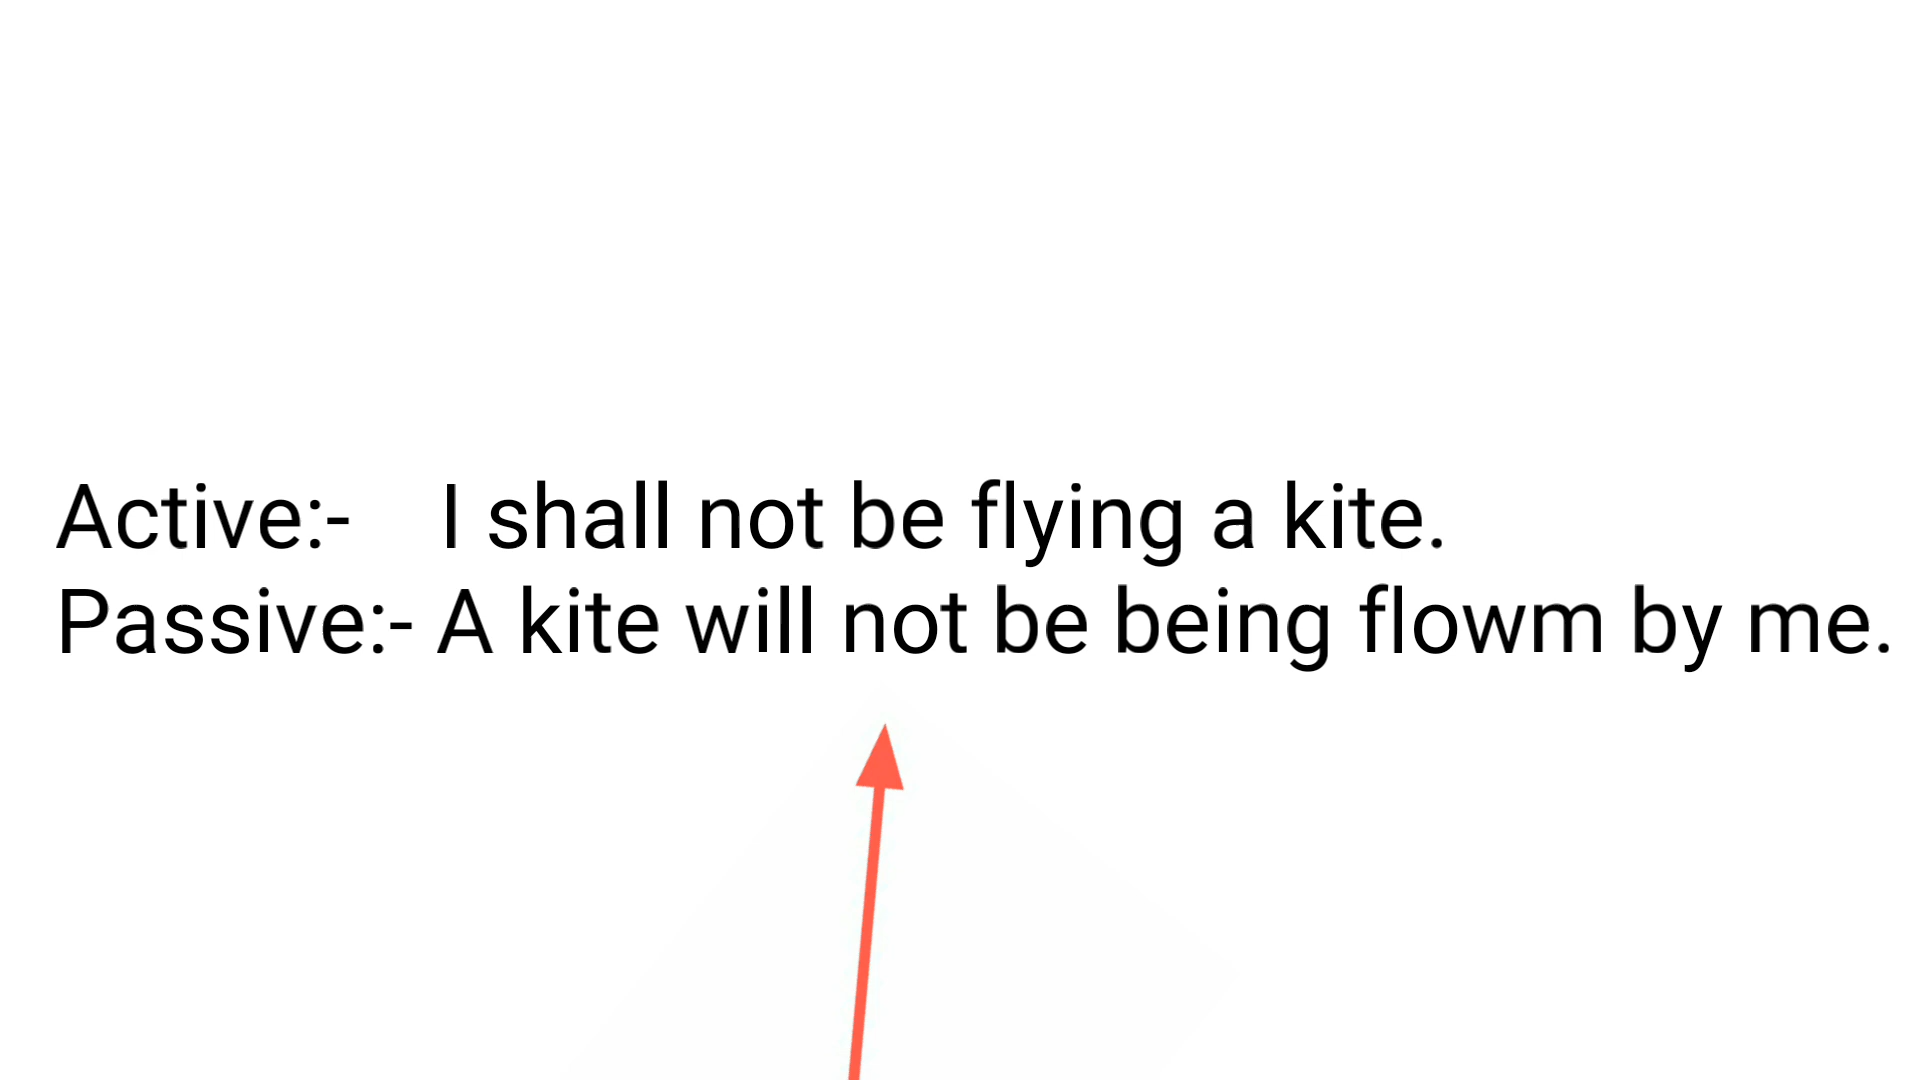 Active:- I shall not be flying a kite.
Passive:- A kite will not be being flowm by me.